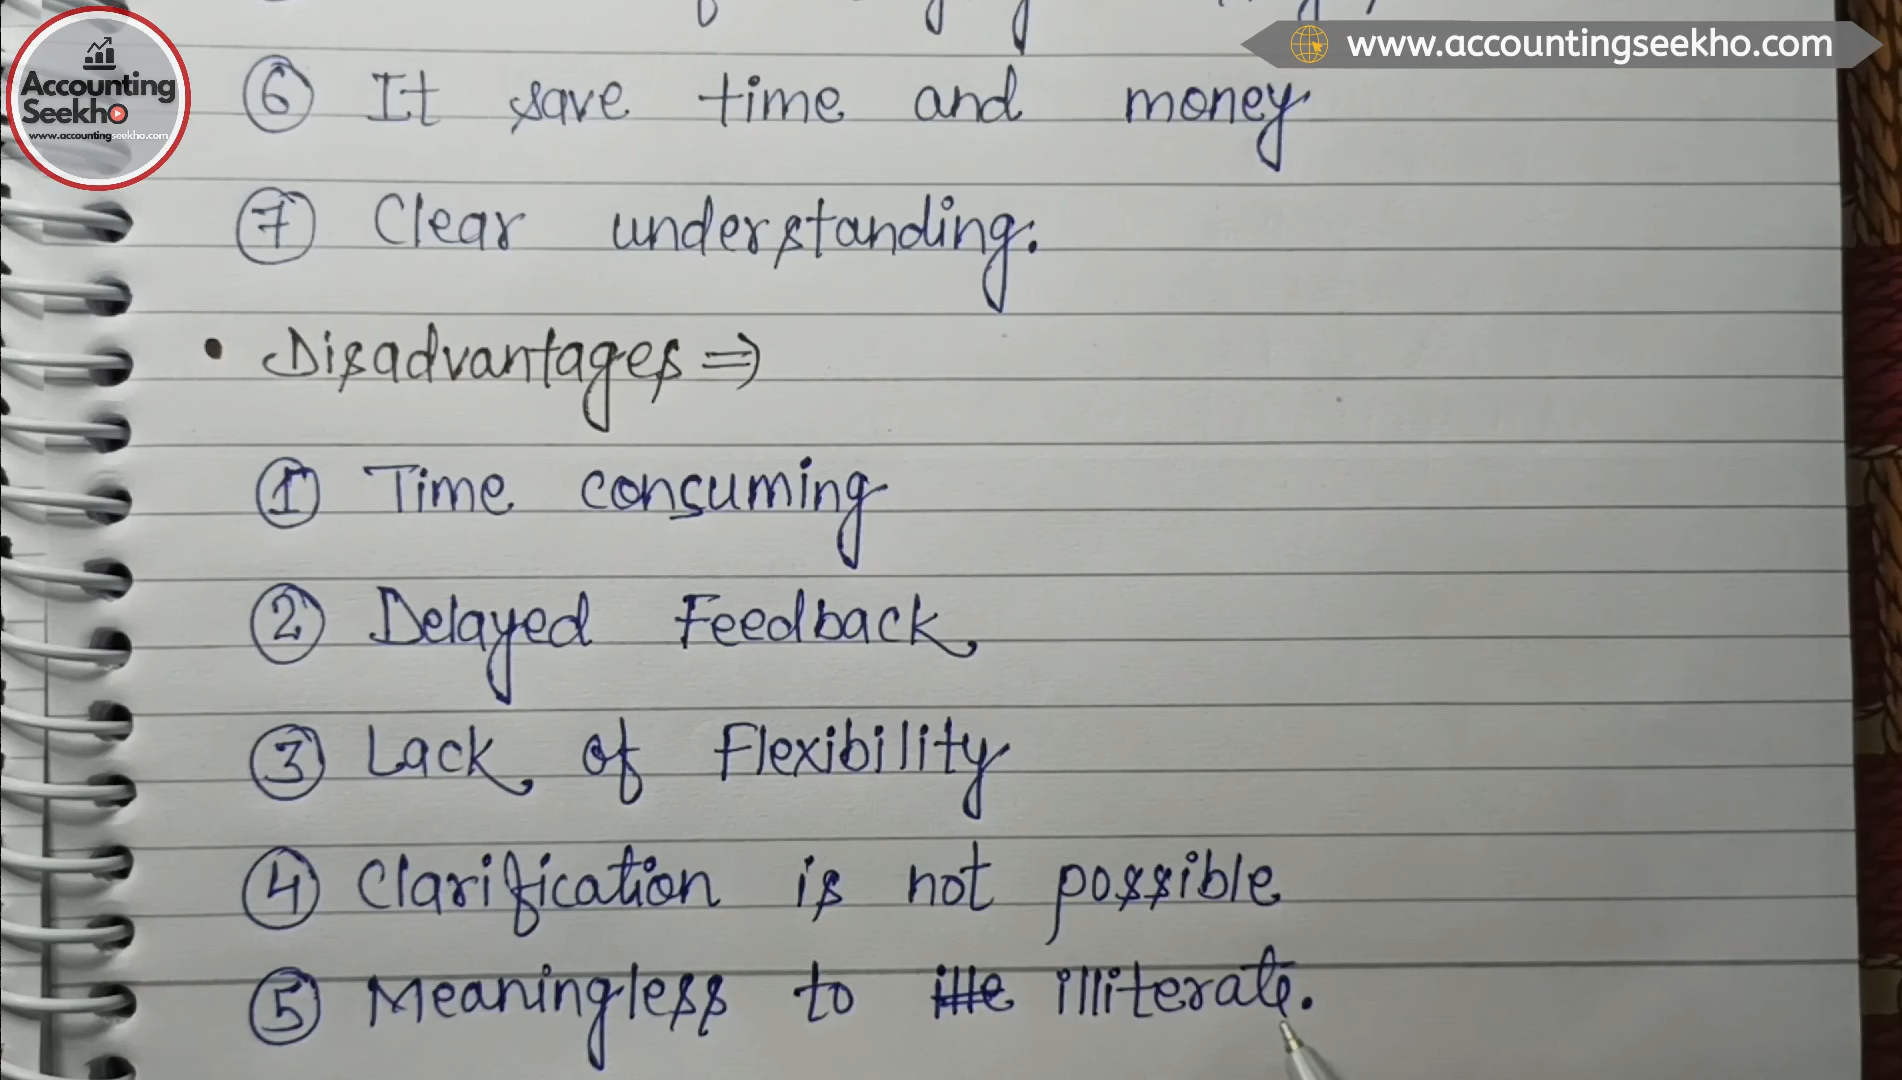 Accounting
Seekho
www.accountingseekho.com
www.accountingseekho.com
⑥ It save time and money
⑦ Clear understanding.
• Disadvantages ⇒
① Time consuming
② Delayed Feedback
③ Lack of Flexibility
④ Clarification is not possible
⑤ Meaningless to illiterate.